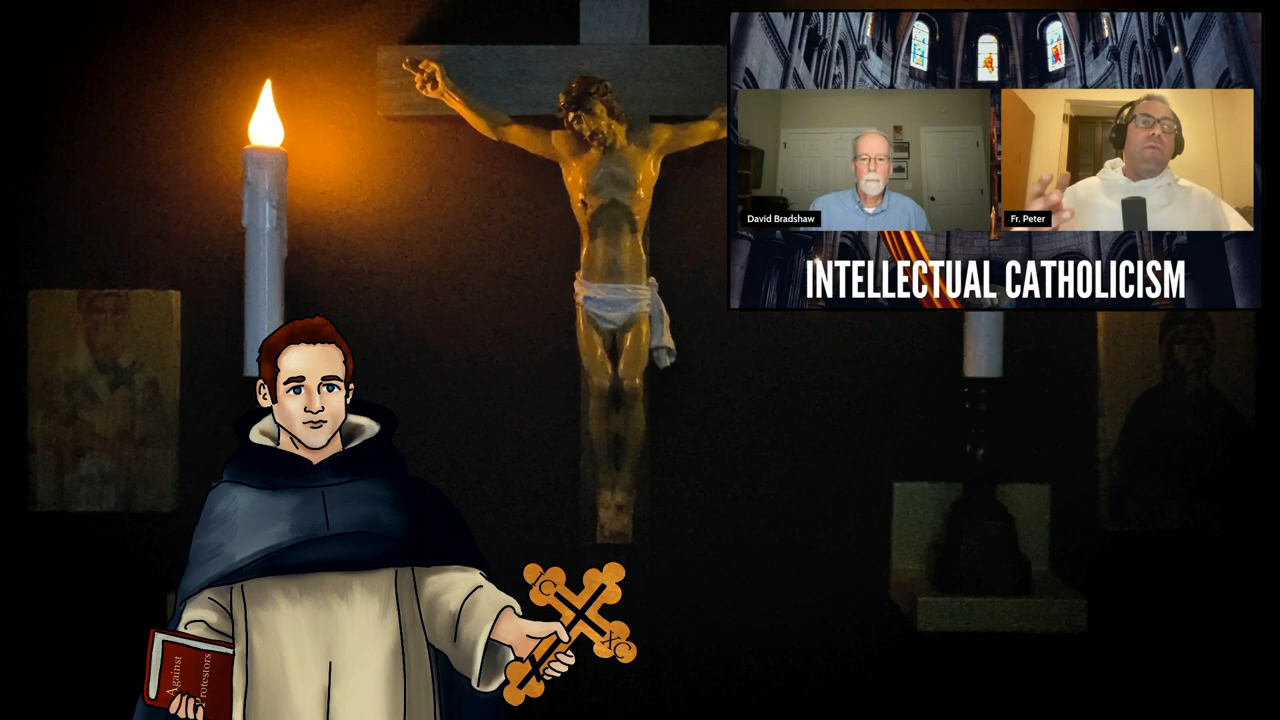 David Bradshaw
Fr. Peter
INTELLECTUAL CATHOLICISM
IC
XC
Against
Protestors